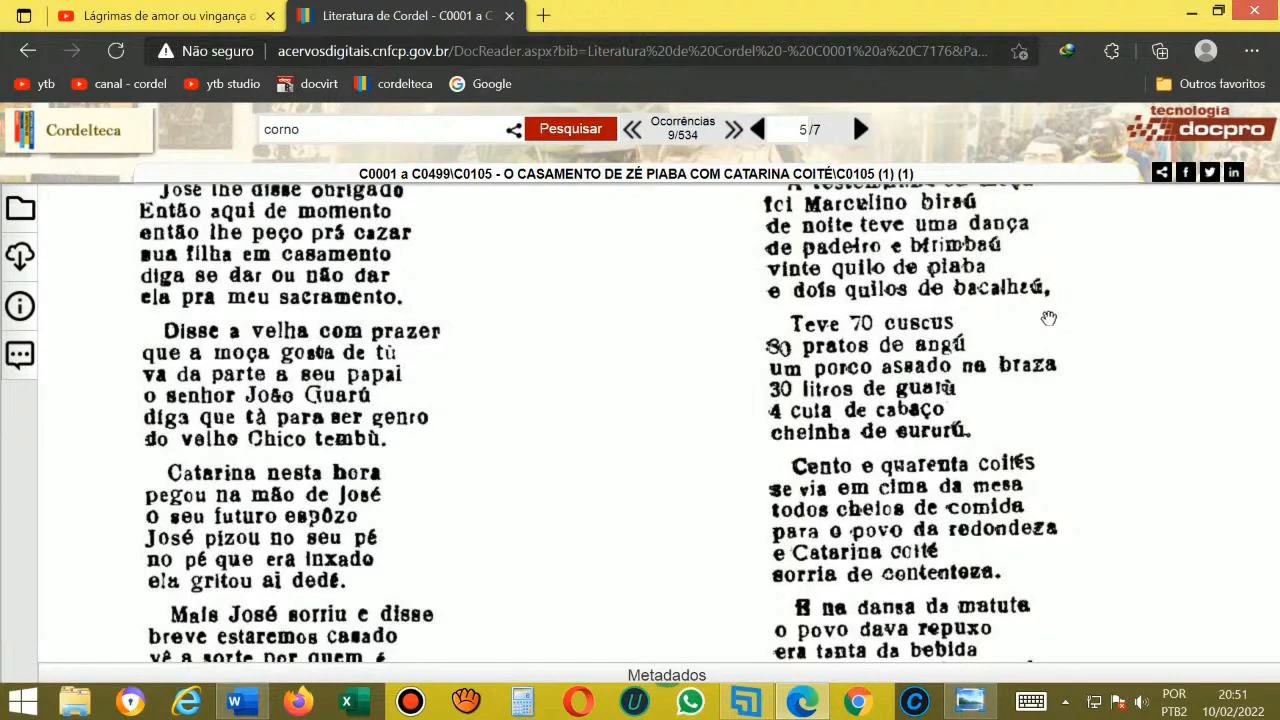 Lágrimas de amor ou vingança d
Literatura de Cordel - C0001 a C
Não seguro
acervosdigitais.cnfcp.gov.br/DocReader.aspx?bib=Literatura%20de%20Cordel%20-%20C0001%20a%20C7176&Pa...
ytb
canal - cordel
ytb studio
docvirt
cordelteca
Google
Outros favoritos
Cordelteca
corno
Pesquisar
Ocorrências
9/534
5/7
tecnologia
docpro
C0001 a C0499\C0105 - O CASAMENTO DE ZÉ PIABA COM CATARINA COITÉ\C0105 (1) (1)
José lhe disse obrigado
Então aqui de momento
então lhe peço prá cazar
sua filha em casamento
diga se dar ou não dar
ela pra meu sacramento.
Disse a velha com prazer
que a moça gosta de tù
va da parte a seu papai
o senhor João Guarú
diga que tà para ser genro
do velho Chico tembù.
Catarina nesta hora
pegou na mão de José
O seu futuro espôzo
José pizou no seu pé
no pé que era inxado
ela gritou ai dedé.
Mais José sorriu e disse
breve estaremos casado
vê a sorte por quem é
fci Marculino biraú
de noite teve uma dança
de padeiro e birimbaú
vinte quilo de piaba
e dois quilos de bacalhaú,
Teve 70 cuscus
80 pratos de angú
um porco assado na braza
30 litros de guarù
4 cuia de cabaço
cheinha de sururú.
Cento e quarenta coités
se via em cima da mesa
todos cheios de comida
para o povo da redondeza
e Catarina coité
sorria de contenteza.
E na dansa da matuta
o povo dava repuxo
era tanta da bebida
Metadados
POR
PTB2
20:51
10/02/2022